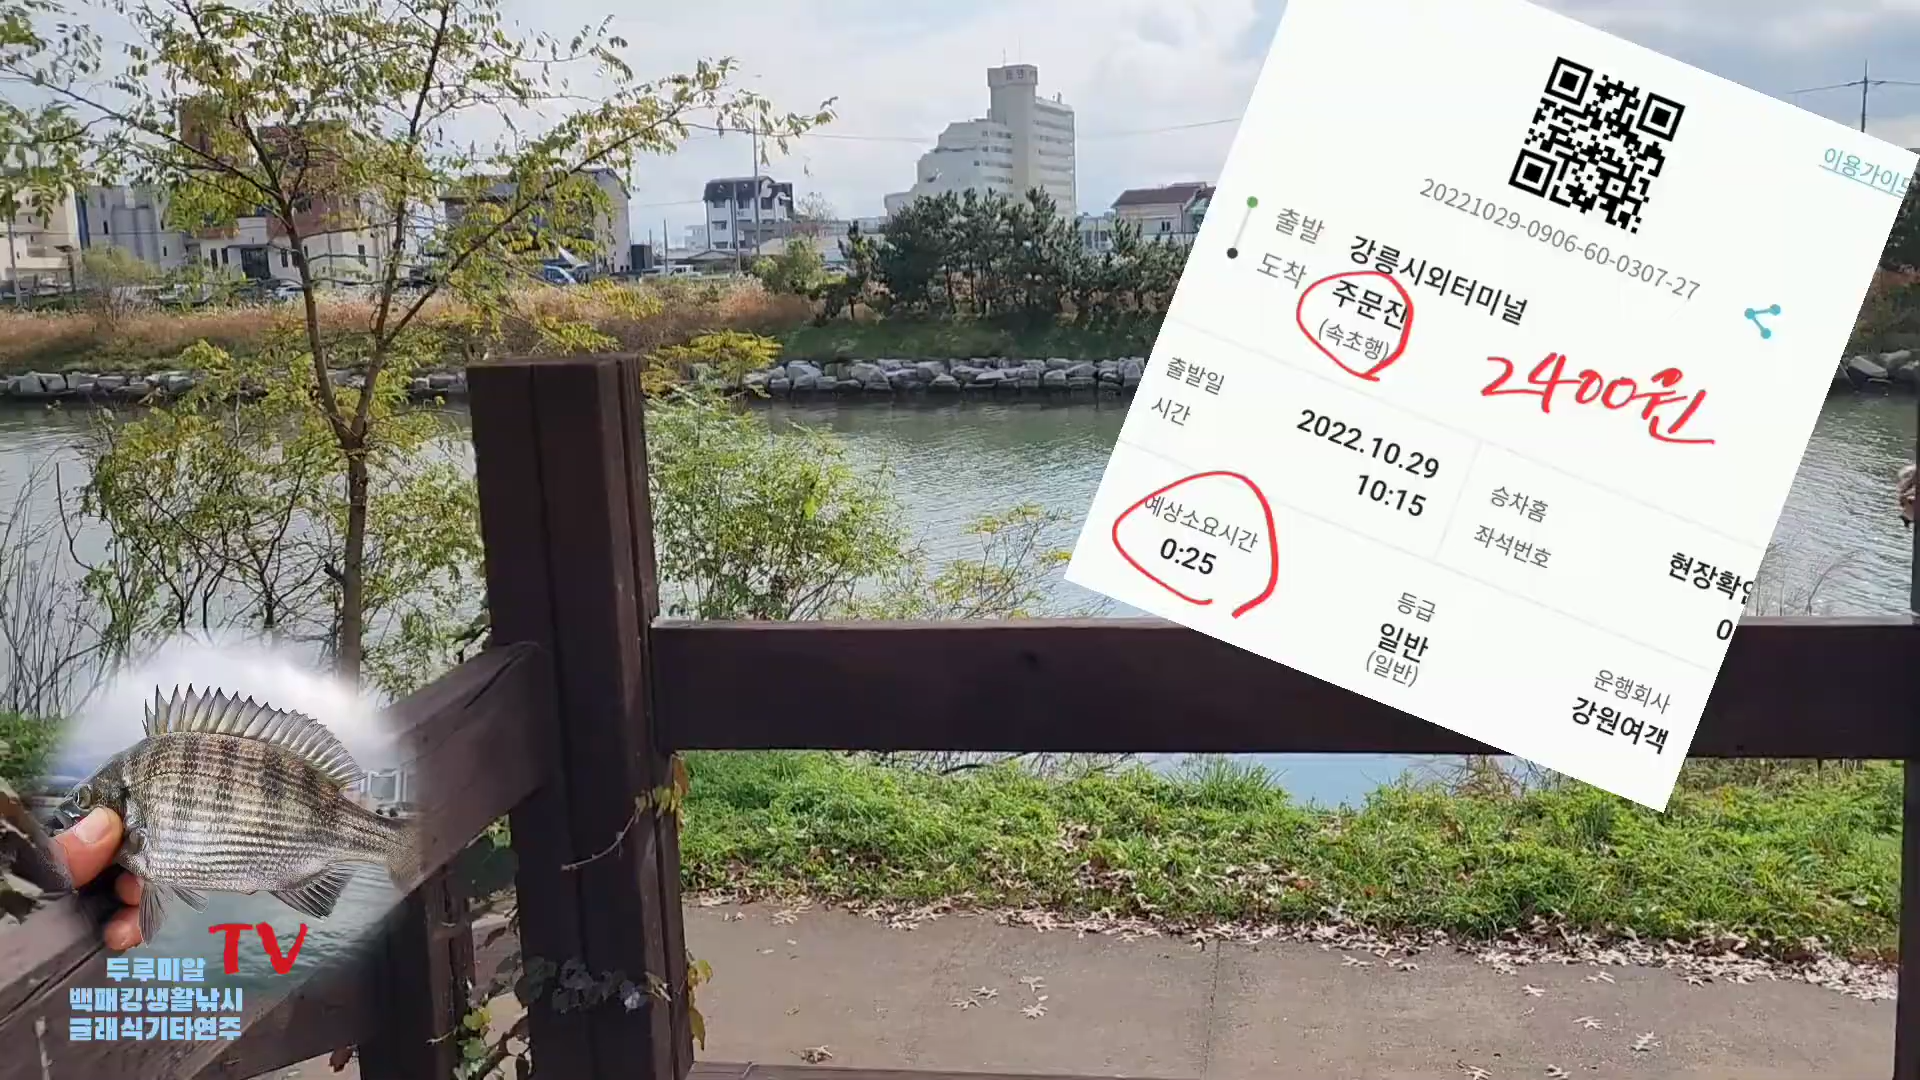 이용가이드
20221029-0906-60-0307-27
출발 강릉시외터미널
도착 주문진
(속초행)
2400원
출발일 2022.10.29
시간 10:15
승차홈 현장확인
좌석번호 0
예상소요시간
0:25
등급
일반
(일반)
운행회사
강원여객
TV
두루미알
백패킹생활낚시
클래식기타연주